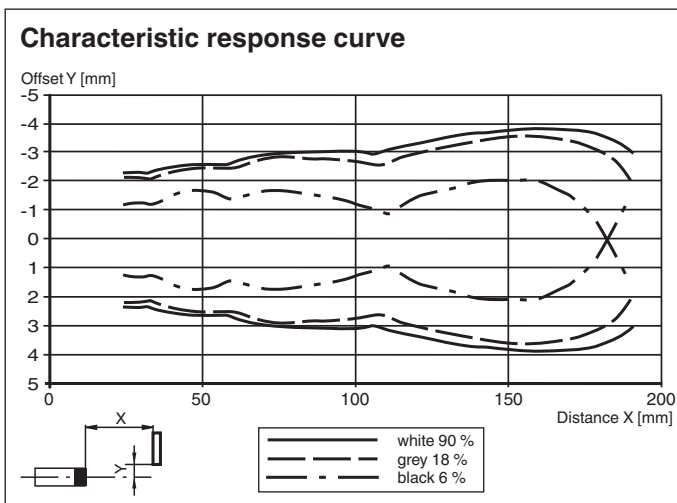 Characteristic response curve
Offset Y [mm]
-5
-4
-3
-2
-1
0
1
2
3
4
5
0 50 100 150 200
Distance X [mm]
X
Y
white 90 %
grey 18 %
black 6 %